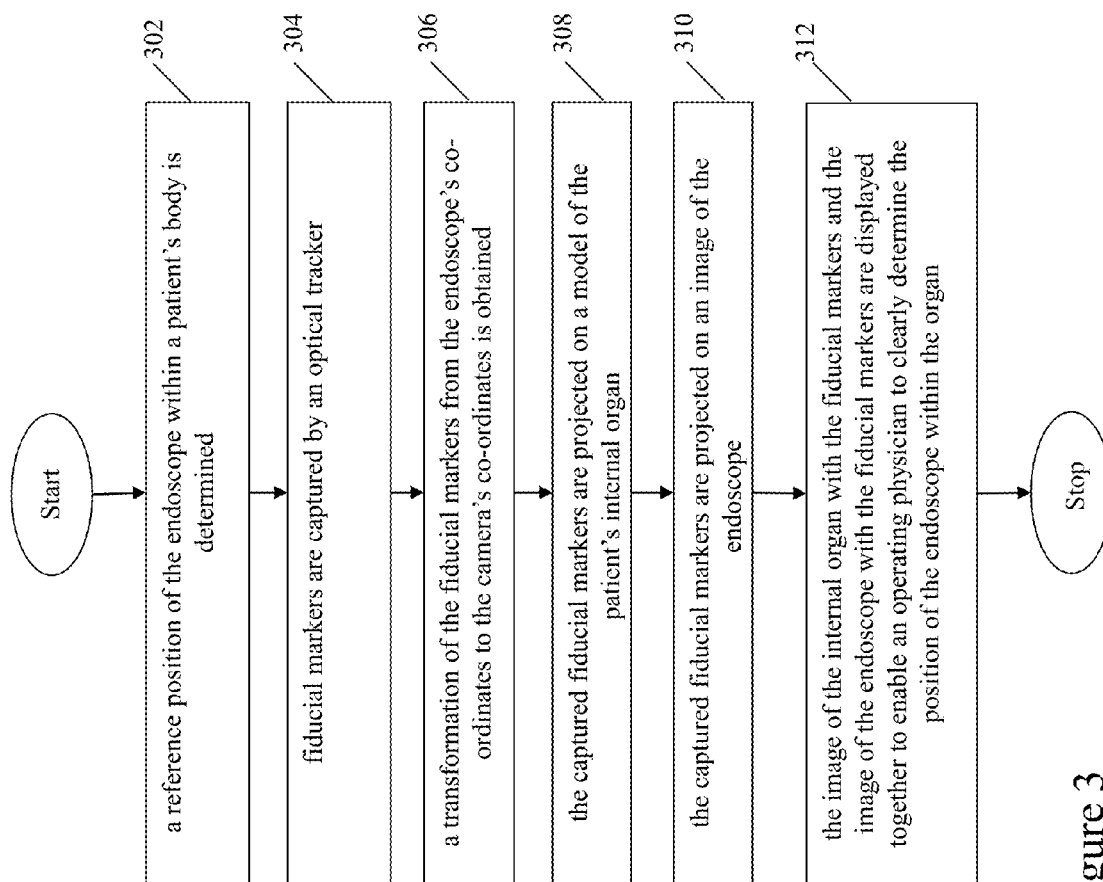 Start
302
a reference position of the endoscope within a patient's body is
determined
304
fiducial markers are captured by an optical tracker
306
a transformation of the fiducial markers from the endoscope's co-
ordinates to the camera's co-ordinates is obtained
308
the captured fiducial markers are projected on a model of the
patient's internal organ
310
the captured fiducial markers are projected on an image of the
endoscope
312
the image of the internal organ with the fiducial markers and the
image of the endoscope with the fiducial markers are displayed
together to enable an operating physician to clearly determine the
position of the endoscope within the organ
Stop
gure 3